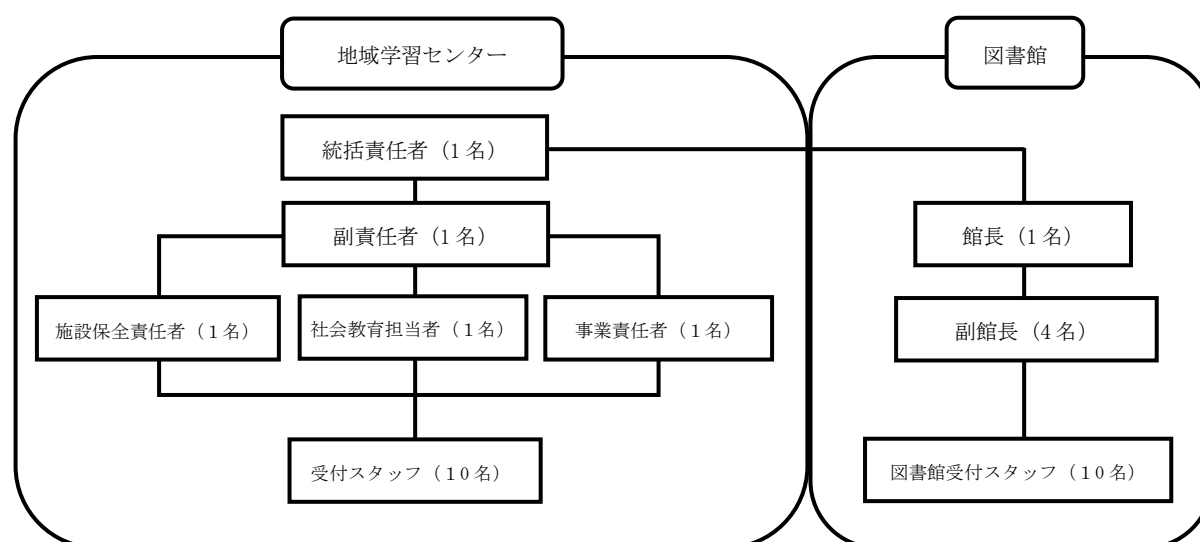 地域学習センター
図書館
統括責任者（1名）
副責任者（1名）
館長（1名）
施設保全責任者（1名）
社会教育担当者（1名）
事業責任者（1名）
副館長（4名）
受付スタッフ（10名）
図書館受付スタッフ（10名）